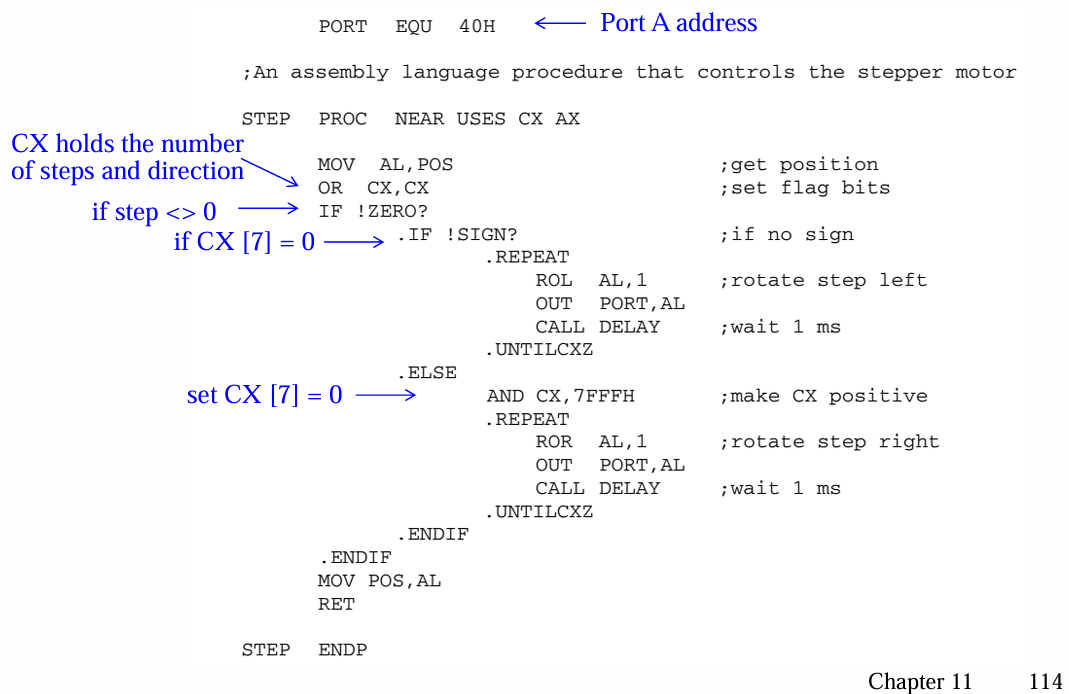 PORT EQU 40H Port A address
;An assembly language procedure that controls the stepper motor
STEP PROC NEAR USES CX AX
CX holds the number
of steps and direction
MOV AL,POS ;get position
OR CX,CX ;set flag bits
if step <> 0 IF !ZERO?
if CX [7] = 0 .IF !SIGN? ;if no sign
.REPEAT
ROL AL,1 ;rotate step left
OUT PORT,AL
CALL DELAY ;wait 1 ms
.UNTILCXZ
.ELSE
set CX [7] = 0 AND CX,7FFFH ;make CX positive
.REPEAT
ROR AL,1 ;rotate step right
OUT PORT,AL
CALL DELAY ;wait 1 ms
.UNTILCXZ
.ENDIF
.ENDIF
MOV POS,AL
RET
STEP ENDP
Chapter 11 114